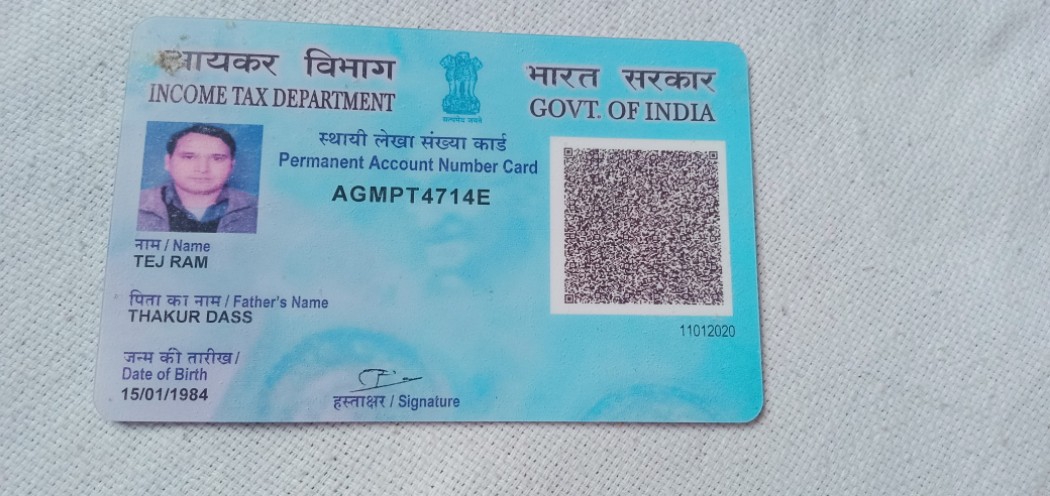 आयकर विभाग
INCOME TAX DEPARTMENT
भारत सरकार
GOVT. OF INDIA
सत्यमेव जयते
स्थायी लेखा संख्या कार्ड
Permanent Account Number Card
AGMPT4714E
नाम / Name
TEJ RAM
पिता का नाम / Father's Name
THAKUR DASS
जन्म की तारीख /
Date of Birth
15/01/1984
हस्ताक्षर / Signature
11012020